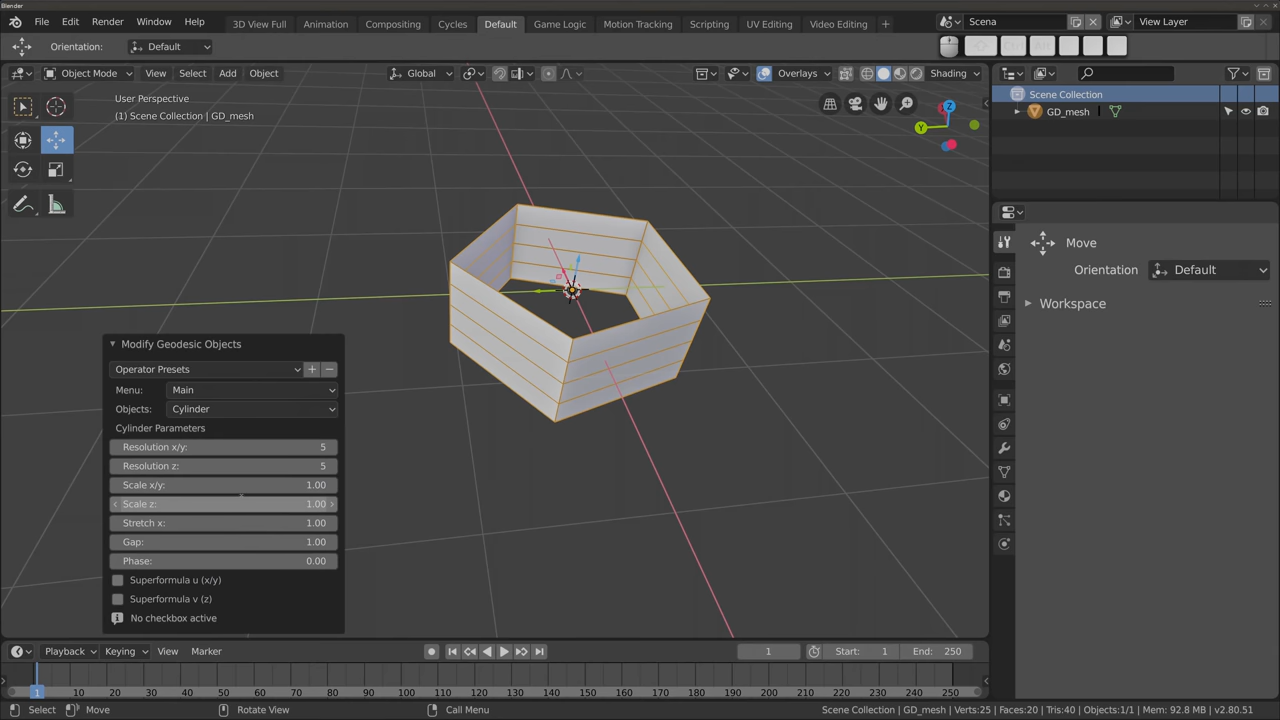 Blender
File Edit Render Window Help
3D View Full Animation Compositing Cycles Default Game Logic Motion Tracking Scripting UV Editing Video Editing +
Scena
View Layer
Orientation: Default
Object Mode View Select Add Object
Global
Overlays
Shading
User Perspective
(1) Scene Collection | GD_mesh
Z
Y
Scene Collection
GD_mesh
Move
Orientation Default
Workspace
Modify Geodesic Objects
Operator Presets
Menu: Main
Objects: Cylinder
Cylinder Parameters
Resolution x/y: 5
Resolution z: 5
Scale x/y: 1.00
Scale z: 1.00
Stretch x: 1.00
Gap: 1.00
Phase: 0.00
Superformula u (x/y)
Superformula v (z)
No checkbox active
Playback Keying View Marker
1
Start: 1
End: 250
1 10 20 30 40 50 60 70 80 90 100 110 120 130 140 150 160 170 180 190 200 210 220 230 240 250
Select Move Rotate View Call Menu
Scene Collection | GD_mesh | Verts:25 | Faces:20 | Tris:40 | Objects:1/1 | Mem: 92.8 MB | v2.80.51